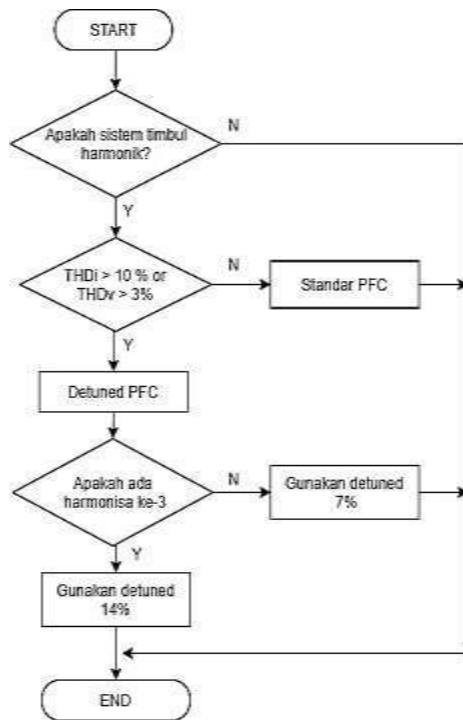 START
Apakah sistem timbul
harmonik?
N
Y
THDi > 10 % or
THDv > 3%
N
Standar PFC
Y
Detuned PFC
Apakah ada
harmonisa ke-3
N
Gunakan detuned
7%
Y
Gunakan detuned
14%
END